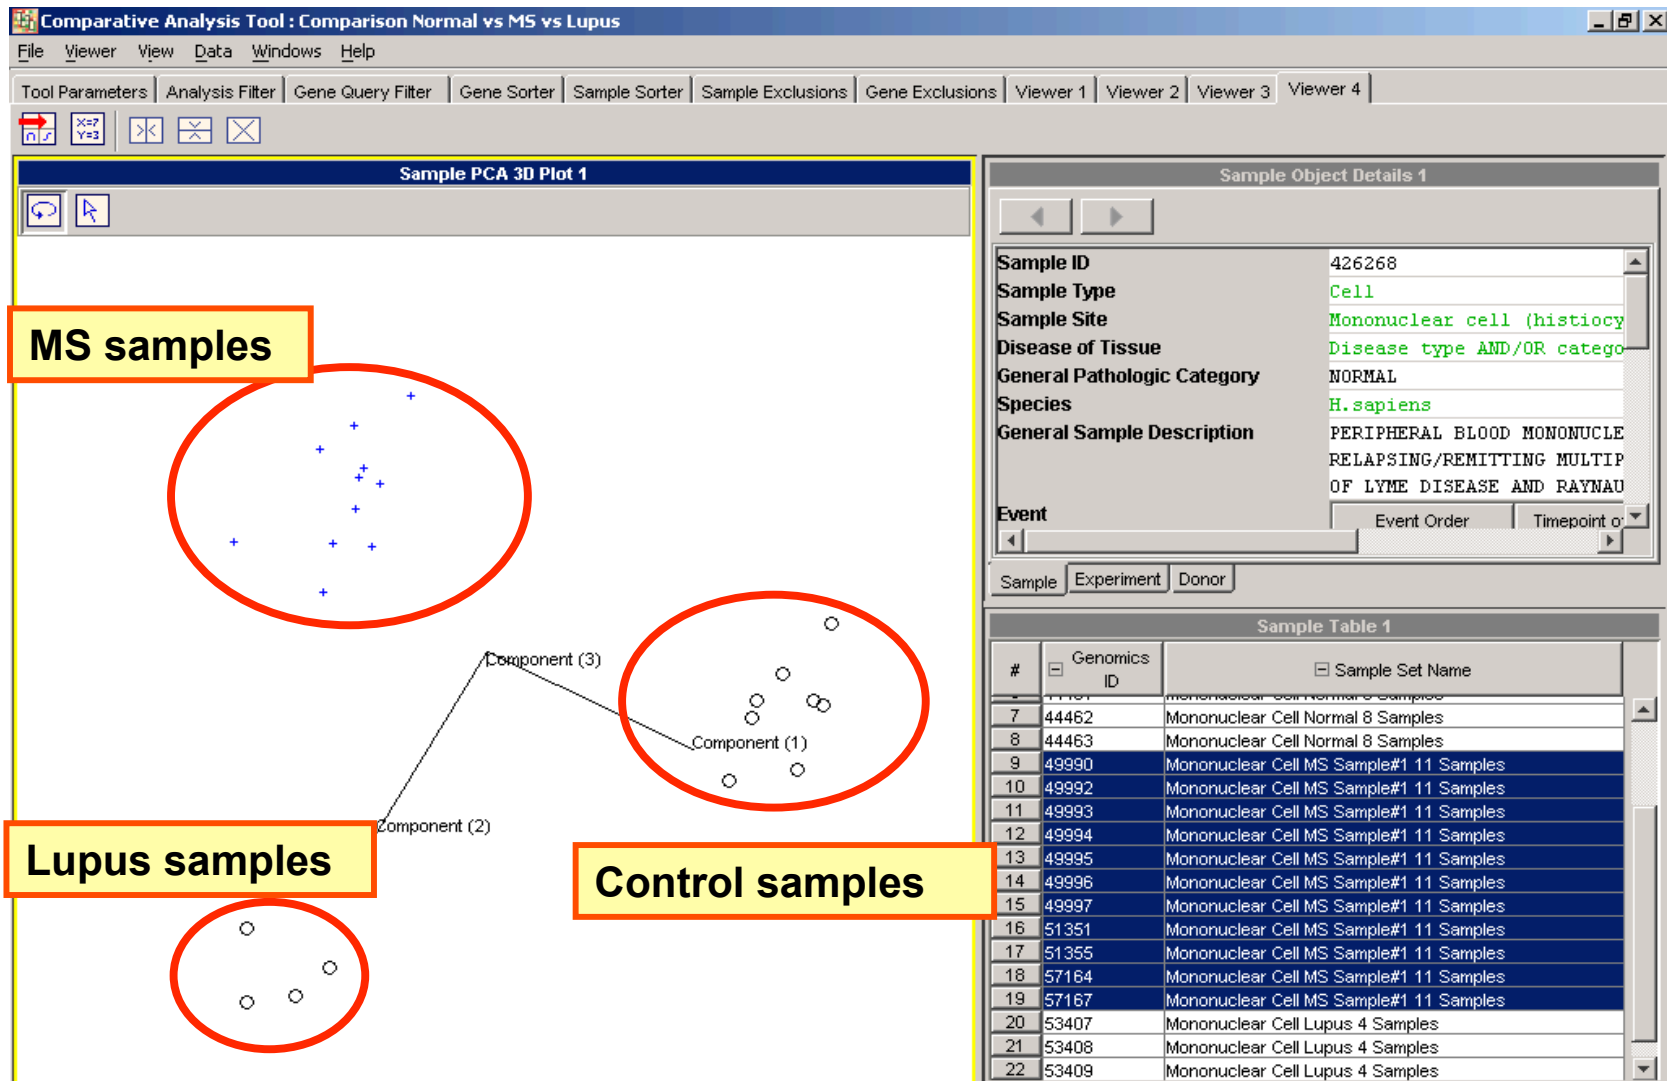 Comparative Analysis Tool : Comparison Normal vs MS vs Lupus
File Viewer View Data Windows Help
Tool Parameters Analysis Filter Gene Query Filter Gene Sorter Sample Sorter Sample Exclusions Gene Exclusions Viewer 1 Viewer 2 Viewer 3 Viewer 4
X=7
Y=3
Sample PCA 3D Plot 1
MS samples
Component (3)
Component (1)
Component (2)
Lupus samples
Control samples
Sample Object Details 1
Sample ID 426268
Sample Type Cell
Sample Site Mononuclear cell (histiocy
Disease of Tissue Disease type AND/OR catego
General Pathologic Category NORMAL
Species H.sapiens
General Sample Description PERIPHERAL BLOOD MONONUCLE
RELAPSING/REMITTING MULTIP
OF LYME DISEASE AND RAYNAU
Event Event Order Timepoint o
Sample Experiment Donor
Sample Table 1
# Genomics ID Sample Set Name
7 44462 Mononuclear Cell Normal 8 Samples
8 44463 Mononuclear Cell Normal 8 Samples
9 49990 Mononuclear Cell MS Sample#1 11 Samples
10 49992 Mononuclear Cell MS Sample#1 11 Samples
11 49993 Mononuclear Cell MS Sample#1 11 Samples
12 49994 Mononuclear Cell MS Sample#1 11 Samples
13 49995 Mononuclear Cell MS Sample#1 11 Samples
14 49996 Mononuclear Cell MS Sample#1 11 Samples
15 49997 Mononuclear Cell MS Sample#1 11 Samples
16 51351 Mononuclear Cell MS Sample#1 11 Samples
17 51355 Mononuclear Cell MS Sample#1 11 Samples
18 57164 Mononuclear Cell MS Sample#1 11 Samples
19 57167 Mononuclear Cell MS Sample#1 11 Samples
20 53407 Mononuclear Cell Lupus 4 Samples
21 53408 Mononuclear Cell Lupus 4 Samples
22 53409 Mononuclear Cell Lupus 4 Samples